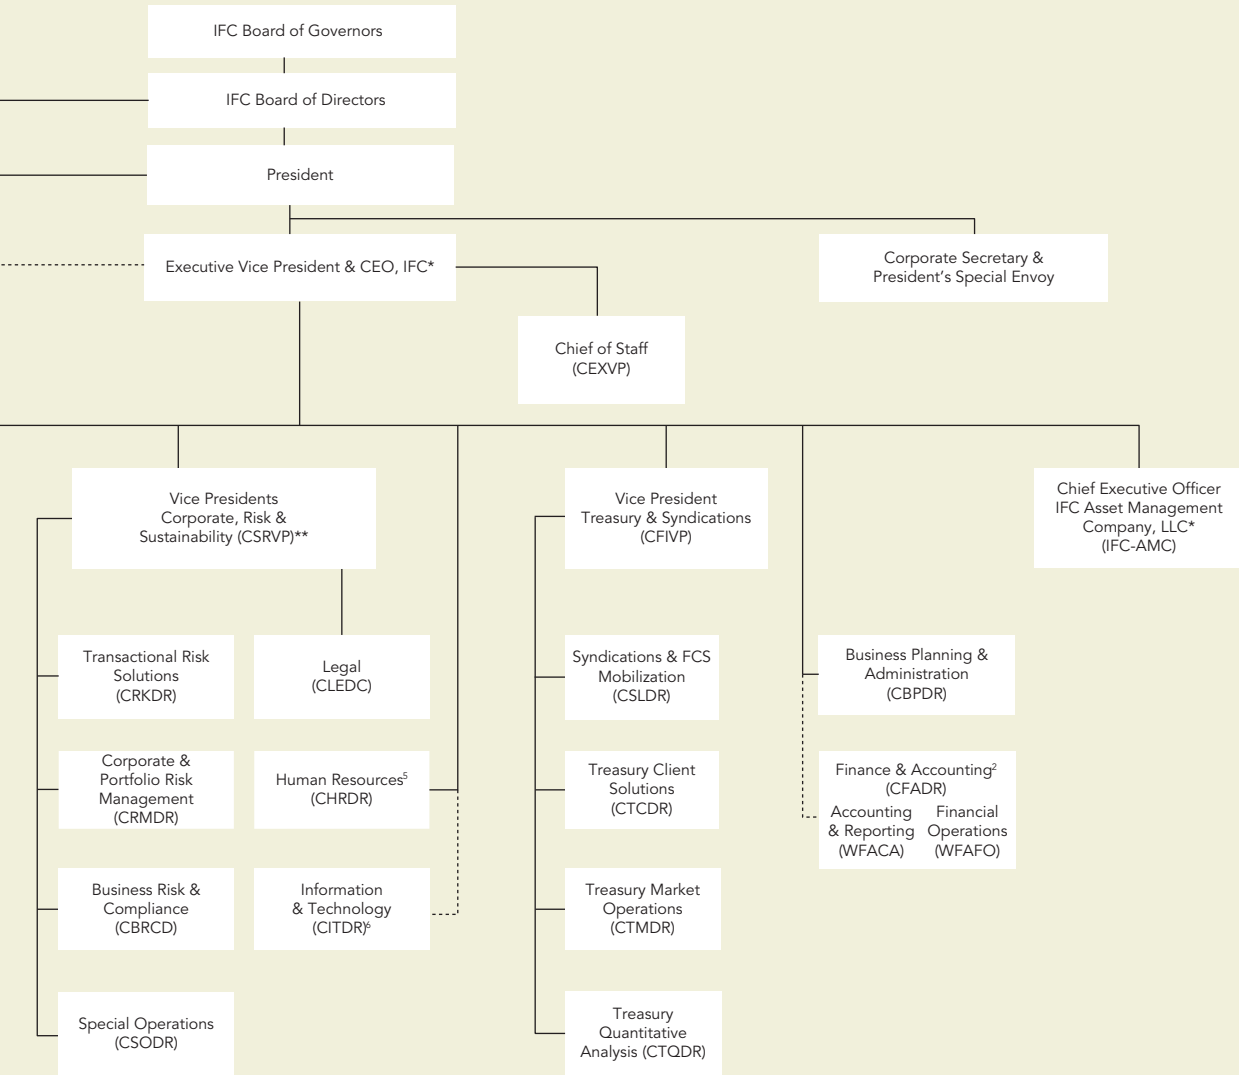 IFC Board of Governors
IFC Board of Directors
President
Executive Vice President & CEO, IFC*
Corporate Secretary &
President’s Special Envoy
Chief of Staff
(CEXVP)
Vice Presidents
Corporate, Risk &
Sustainability (CSRVP)**
Vice President
Treasury & Syndications
(CFIVP)
Chief Executive Officer
IFC Asset Management
Company, LLC*
(IFC-AMC)
Transactional Risk
Solutions
(CRKDR)
Legal
(CLEDC)
Syndications & FCS
Mobilization
(CSLDR)
Business Planning &
Administration
(CBPDR)
Corporate &
Portfolio Risk
Management
(CRMDR)
Human Resources⁵
(CHRDR)
Treasury Client
Solutions
(CTCDR)
Finance & Accounting²
(CFADR)
Accounting
& Reporting
(WFACA)
Financial
Operations
(WFAFO)
Business Risk &
Compliance
(CBRCD)
Information
& Technology
(CITDR)⁶
Treasury Market
Operations
(CTMDR)
Special Operations
(CSODR)
Treasury
Quantitative
Analysis (CTQDR)